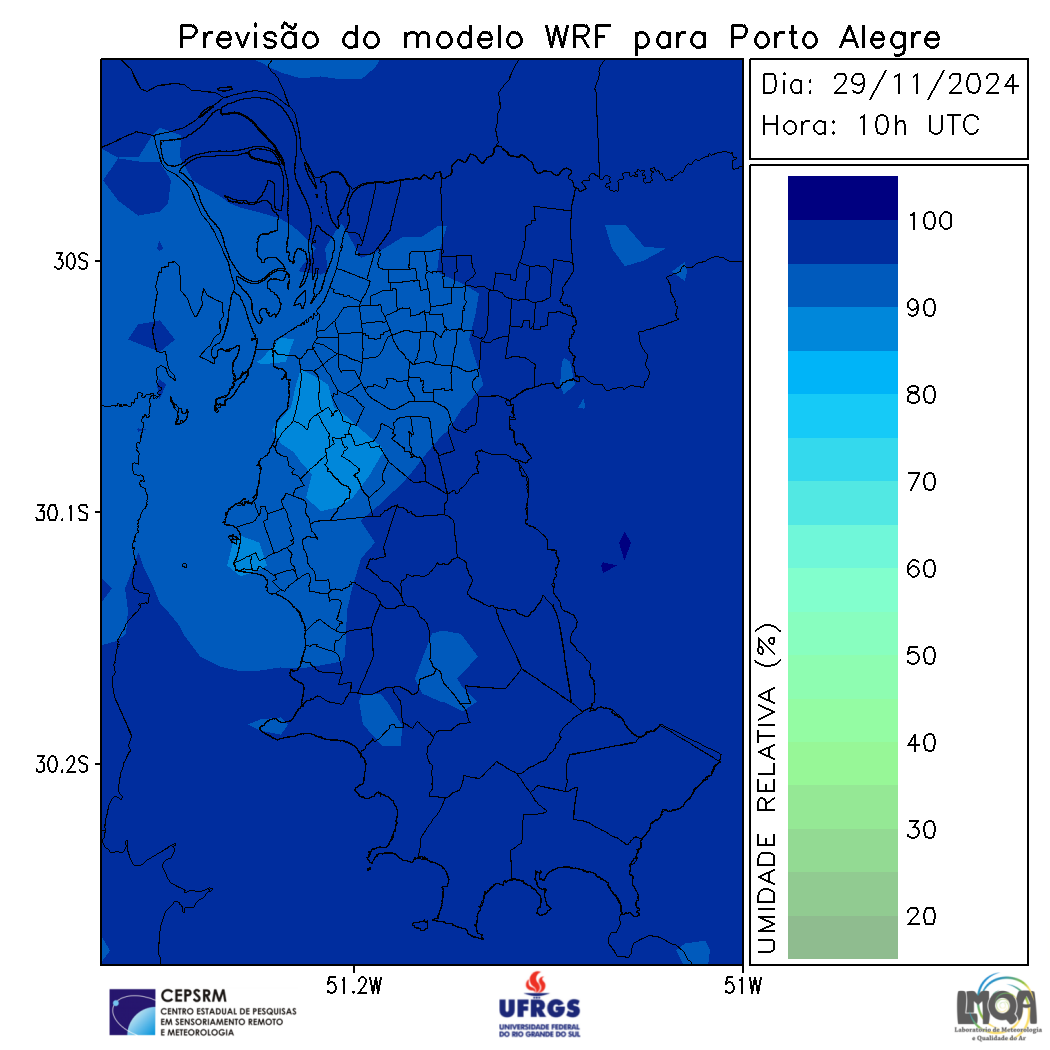 Previsão do modelo WRF para Porto Alegre
Dia: 29/11/2024
Hora: 10h UTC
30S
30.1S
30.2S
51.2W
51W
UMIDADE RELATIVA (%)
100
90
80
70
60
50
40
30
20
CEPSRM
CENTRO ESTADUAL DE PESQUISAS
EM SENSORIAMENTO REMOTO
E METEOROLOGIA
UFRGS
UNIVERSIDADE FEDERAL
DO RIO GRANDE DO SUL
LMQA
Laboratório de Meteorologia
e Qualidade do Ar